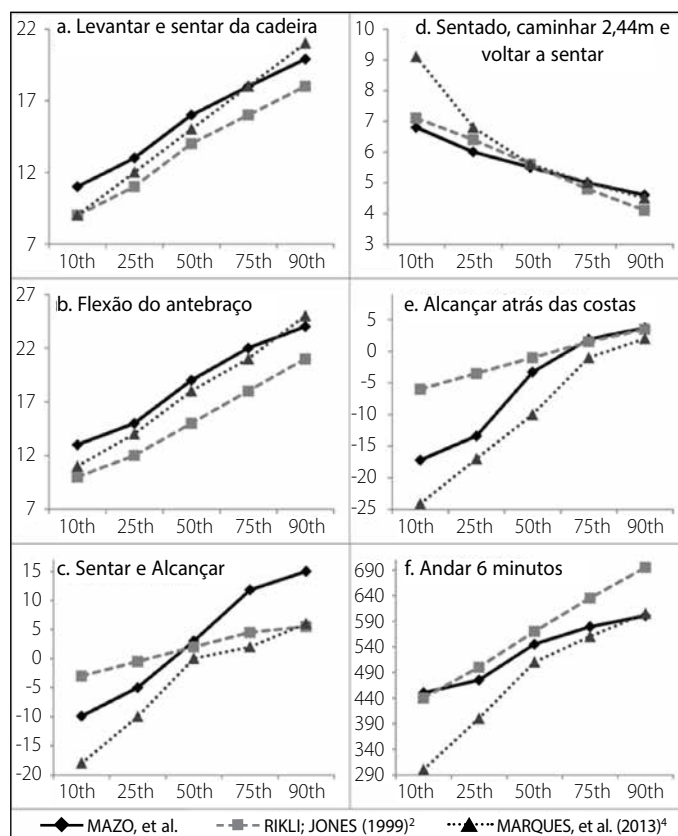 a. Levantar e sentar da cadeira
22
17
12
7
10th 25th 50th 75th 90th
d. Sentado, caminhar 2,44m e
voltar a sentar
10
9
8
7
6
5
4
3
10th 25th 50th 75th 90th
b. Flexão do antebraço
27
22
17
12
7
10th 25th 50th 75th 90th
e. Alcançar atrás das costas
5
0
-5
-10
-15
-20
-25
10th 25th 50th 75th 90th
c. Sentar e Alcançar
15
10
5
0
-5
-10
-15
-20
10th 25th 50th 75th 90th
f. Andar 6 minutos
690
640
590
540
490
440
390
340
290
10th 25th 50th 75th 90th
MAZO, et al. RIKLI; JONES (1999)² MARQUES, et al. (2013)⁴